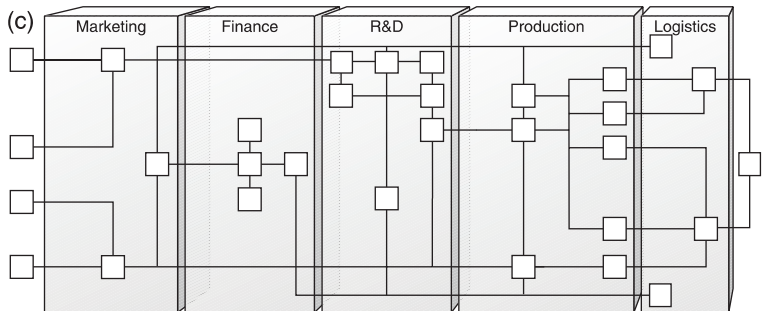 (c)
Marketing
Finance
R&D
Production
Logistics